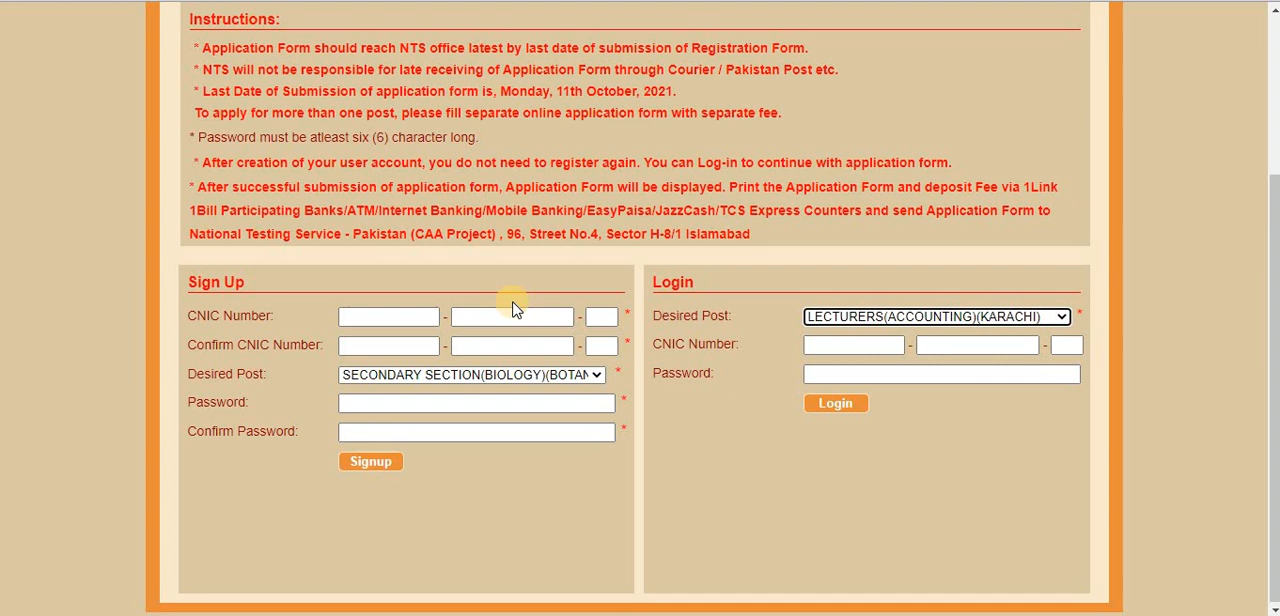 Instructions:
* Application Form should reach NTS office latest by last date of submission of Registration Form.
* NTS will not be responsible for late receiving of Application Form through Courier / Pakistan Post etc.
* Last Date of Submission of application form is, Monday, 11th October, 2021.
To apply for more than one post, please fill separate online application form with separate fee.
* Password must be atleast six (6) character long.
* After creation of your user account, you do not need to register again. You can Log-in to continue with application form.
* After successful submission of application form, Application Form will be displayed. Print the Application Form and deposit Fee via 1Link
1Bill Participating Banks/ATM/Internet Banking/Mobile Banking/EasyPaisa/JazzCash/TCS Express Counters and send Application Form to
National Testing Service - Pakistan (CAA Project) , 96, Street No.4, Sector H-8/1 Islamabad
Sign Up
CNIC Number: - - *
Confirm CNIC Number: - - *
Desired Post: SECONDARY SECTION(BIOLOGY)(BOTAN *
Password: *
Confirm Password: *
Signup
Login
Desired Post: LECTURERS(ACCOUNTING)(KARACHI) *
CNIC Number: - -
Password:
Login